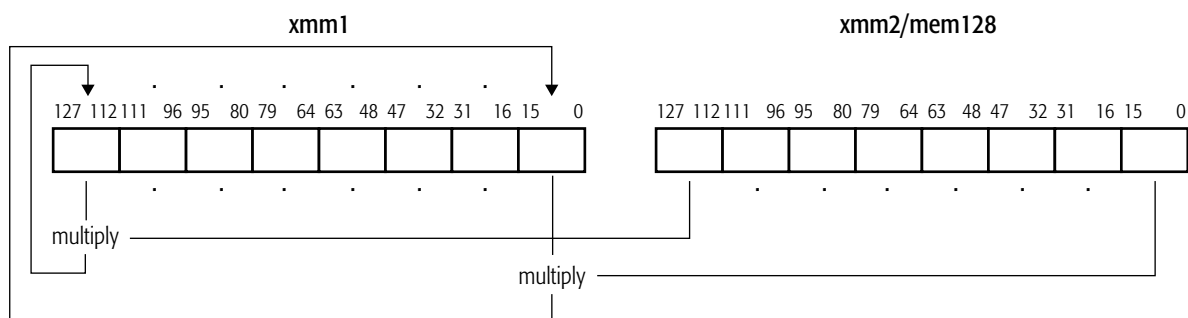 xmm1 xmm2/mem128
. . . . . .
127 112 111 96 95 80 79 64 63 48 47 32 31 16 15 0 127 112 111 96 95 80 79 64 63 48 47 32 31 16 15 0
. . . . . . . . . . . .
multiply
multiply